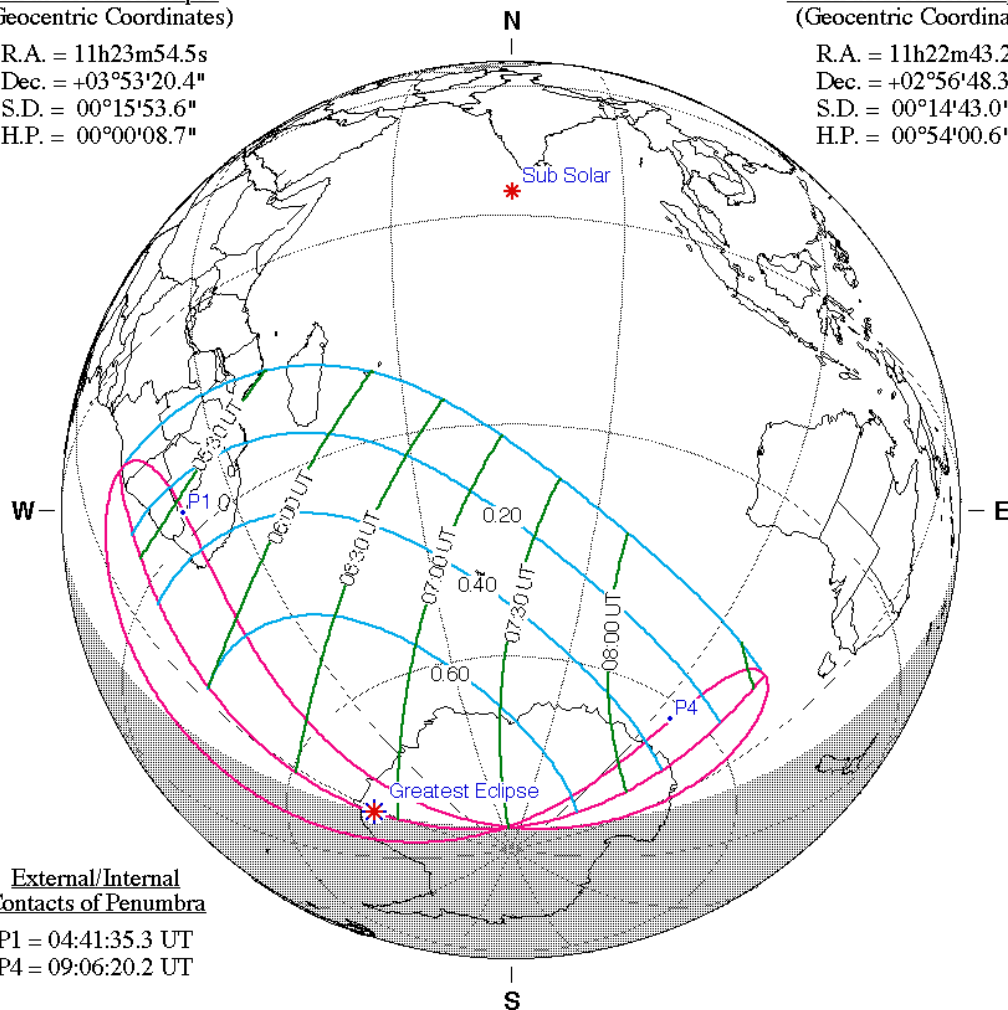 Geocentric Coordinates)
R.A. = 11h23m54.5s
Dec. = +03°53'20.4"
S.D. = 00°15'53.6"
H.P. = 00°00'08.7"
N
(Geocentric Coordina
R.A. = 11h22m43.2
Dec. = +02°56'48.3
S.D. = 00°14'43.0'
H.P. = 00°54'00.6'
Sub Solar
05:30 UT
W
P1
0
06:00 UT
06:30 UT
07:00 UT
0.20
E
0.40
07:30 UT
08:00 UT
0.60
P4
Greatest Eclipse
External/Internal
Contacts of Penumbra
P1 = 04:41:35.3 UT
P4 = 09:06:20.2 UT
S